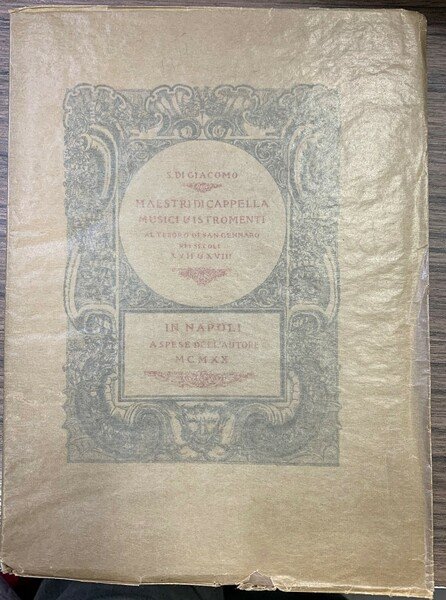 S. DI GIACOMO
MAESTRI DI CAPPELLA
MUSICI & ISTROMENTI
AL TESORO DI SAN GENNARO
NEI SECOLI
XVII & XVIII
IN NAPOLI
A SPESE DELL'AUTORE
MCMXX